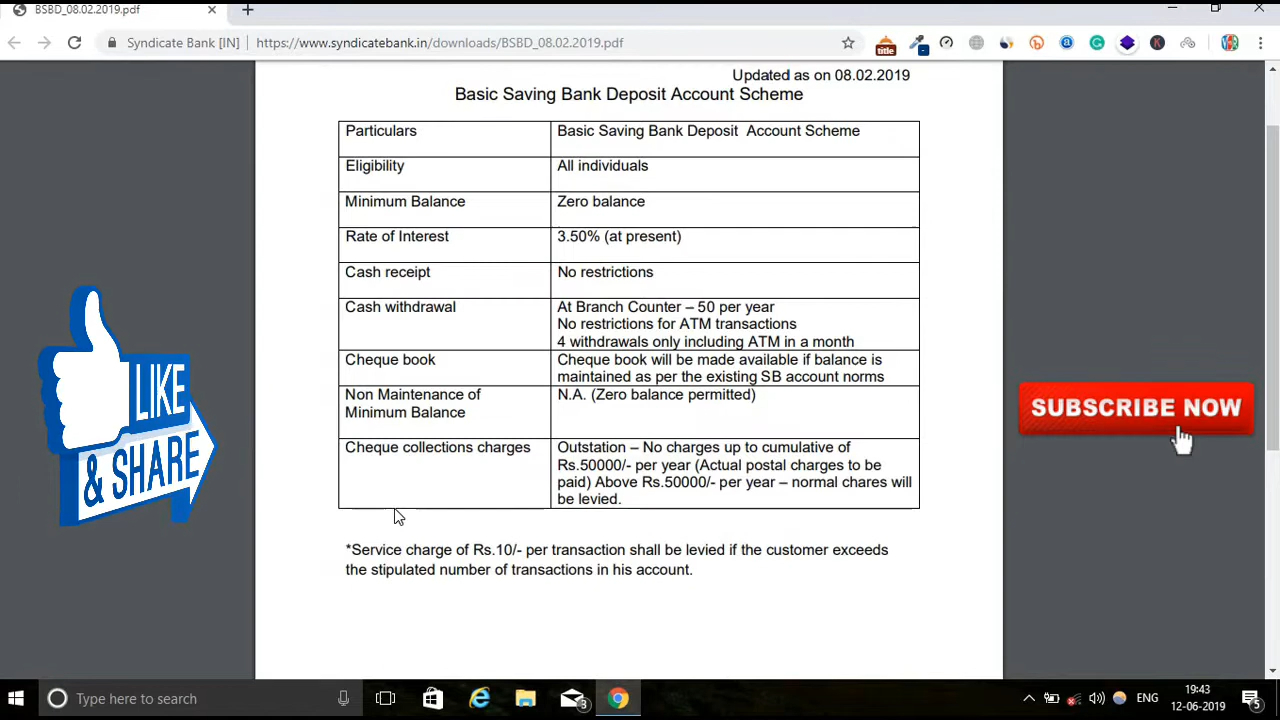 BSBD_08.02.2019.pdf
Syndicate Bank [IN] https://www.syndicatebank.in/downloads/BSBD_08.02.2019.pdf
title
Updated as on 08.02.2019
Basic Saving Bank Deposit Account Scheme
Particulars Basic Saving Bank Deposit Account Scheme
Eligibility All individuals
Minimum Balance Zero balance
Rate of Interest 3.50% (at present)
Cash receipt No restrictions
Cash withdrawal At Branch Counter – 50 per year
No restrictions for ATM transactions
4 withdrawals only including ATM in a month
Cheque book Cheque book will be made available if balance is
maintained as per the existing SB account norms
Non Maintenance of N.A. (Zero balance permitted)
Minimum Balance
Cheque collections charges Outstation – No charges up to cumulative of
Rs.50000/- per year (Actual postal charges to be
paid) Above Rs.50000/- per year – normal chares will
be levied.
*Service charge of Rs.10/- per transaction shall be levied if the customer exceeds
the stipulated number of transactions in his account.
LIKE
& SHARE
SUBSCRIBE NOW
Type here to search
3
ENG
19:43
12-06-2019
5